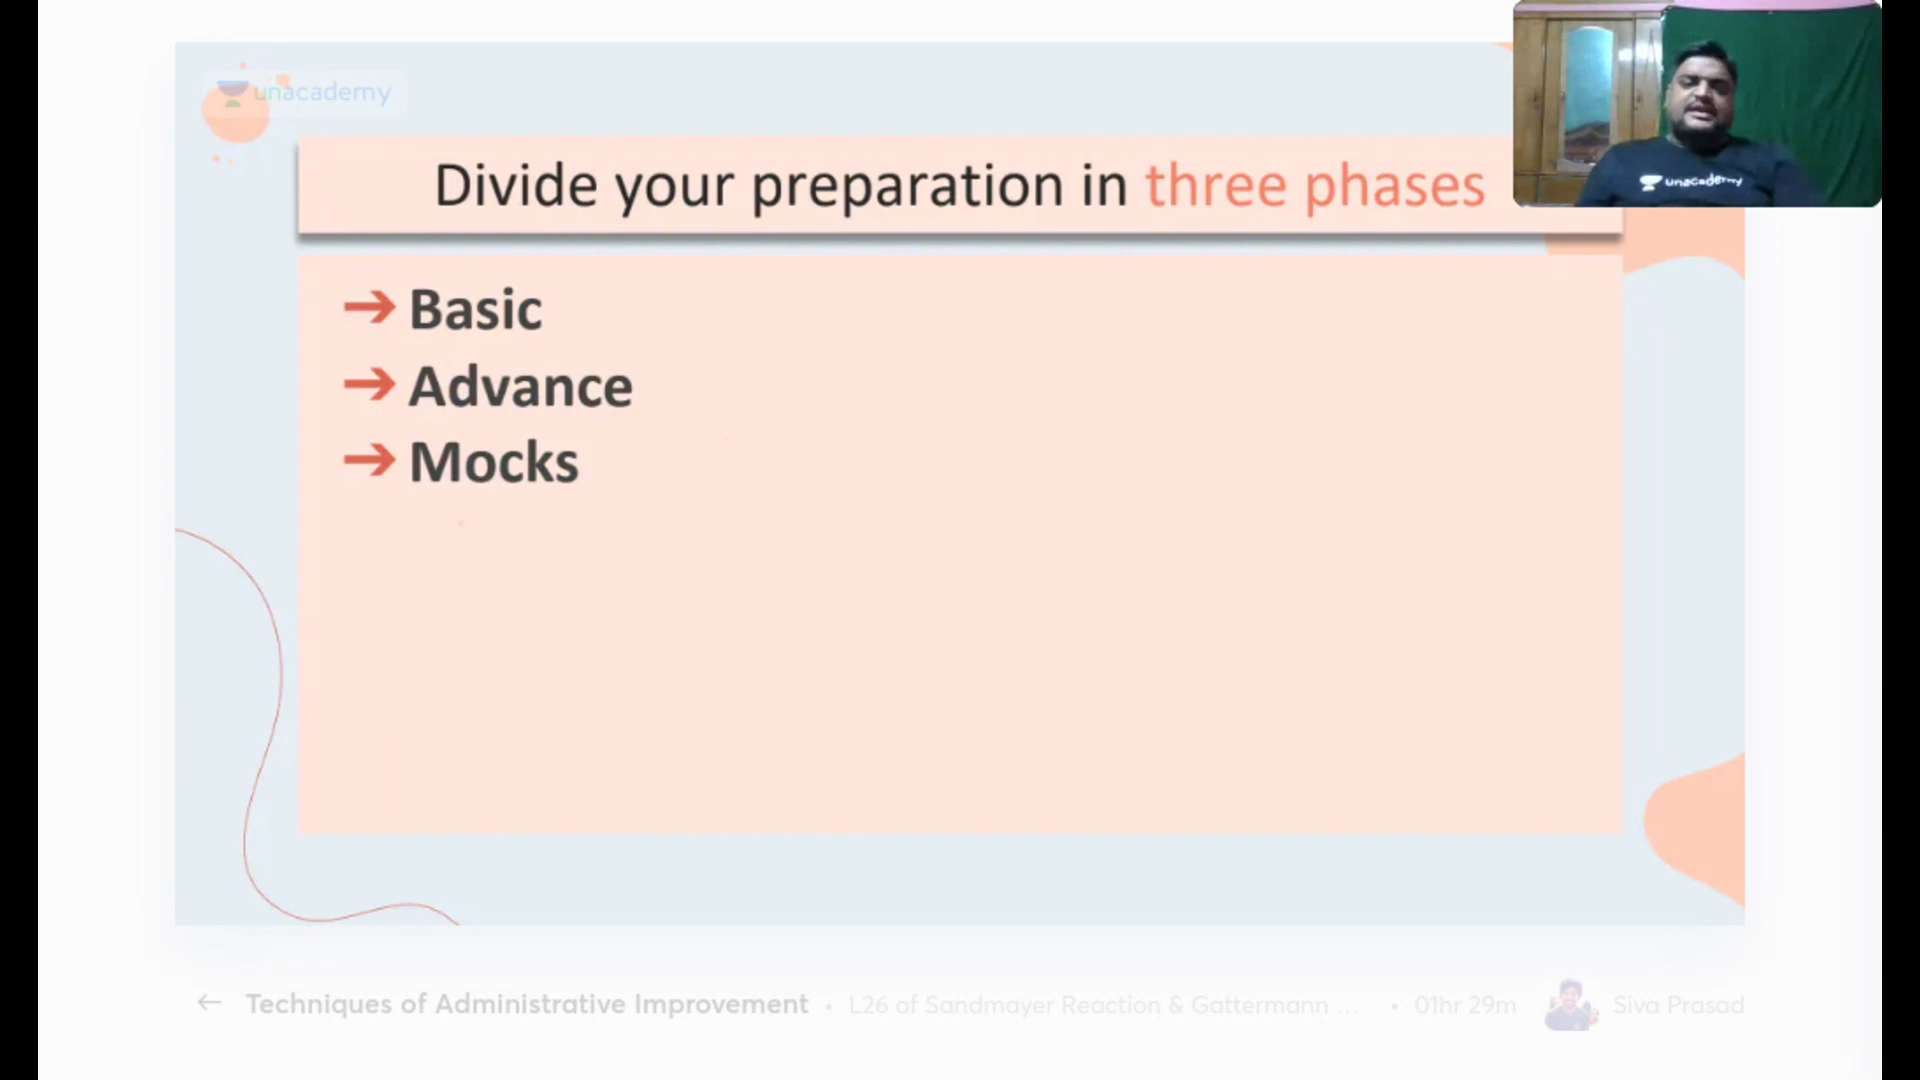 unacademy
Divide your preparation in three phases
→ Basic
→ Advance
→ Mocks
unacademy
← Techniques of Administrative Improvement • L26 of Sandmayer Reaction & Gattermann ... • 01hr 29m Siva Prasad